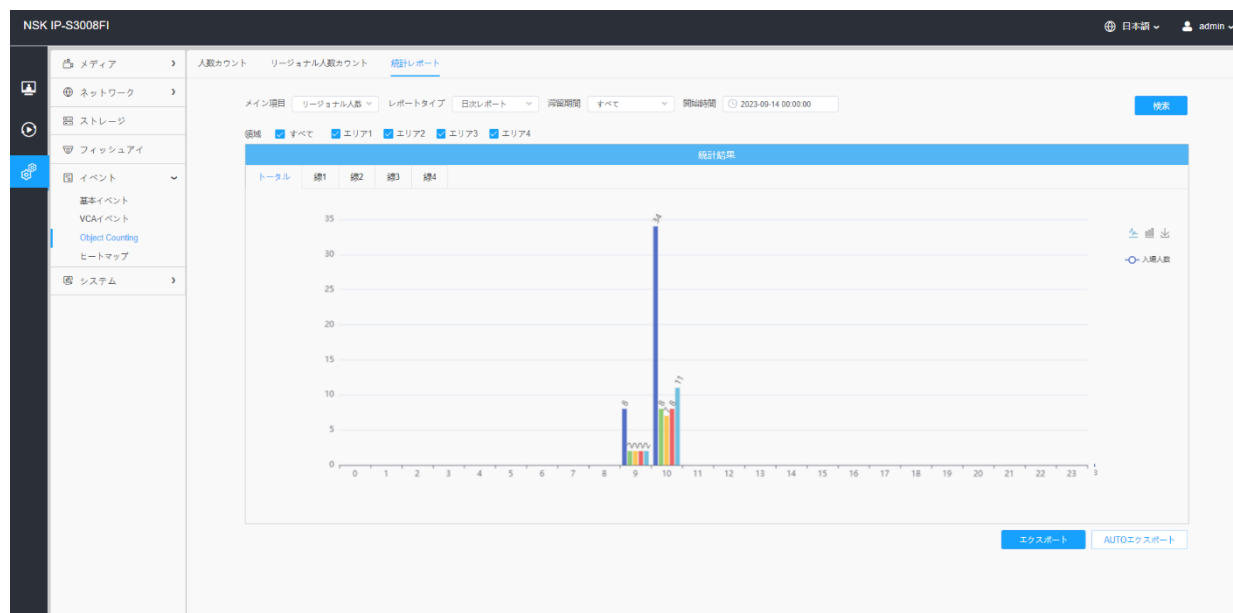 NSK IP-S3008FI
日本語
admin
メディア
ネットワーク
ストレージ
フィッシュアイ
イベント
基本イベント
VCAイベント
Object Counting
ヒートマップ
システム
人数カウント リージョナル人数カウント 統計レポート
メイン項目 リージョナル人数 レポートタイプ 日次レポート 滞留期間 すべて 開始時間 2023-09-14 00:00:00 検索
領域 すべて エリア1 エリア2 エリア3 エリア4
統計結果
トータル 線1 線2 線3 線4
入場人数
35
30
25
20
15
10
5
0
34
11
8
8 7 8
8
2 2 2 2
0 1 2 3 4 5 6 7 8 9 10 11 12 13 14 15 16 17 18 19 20 21 22 23
エクスポート AUTOエクスポート